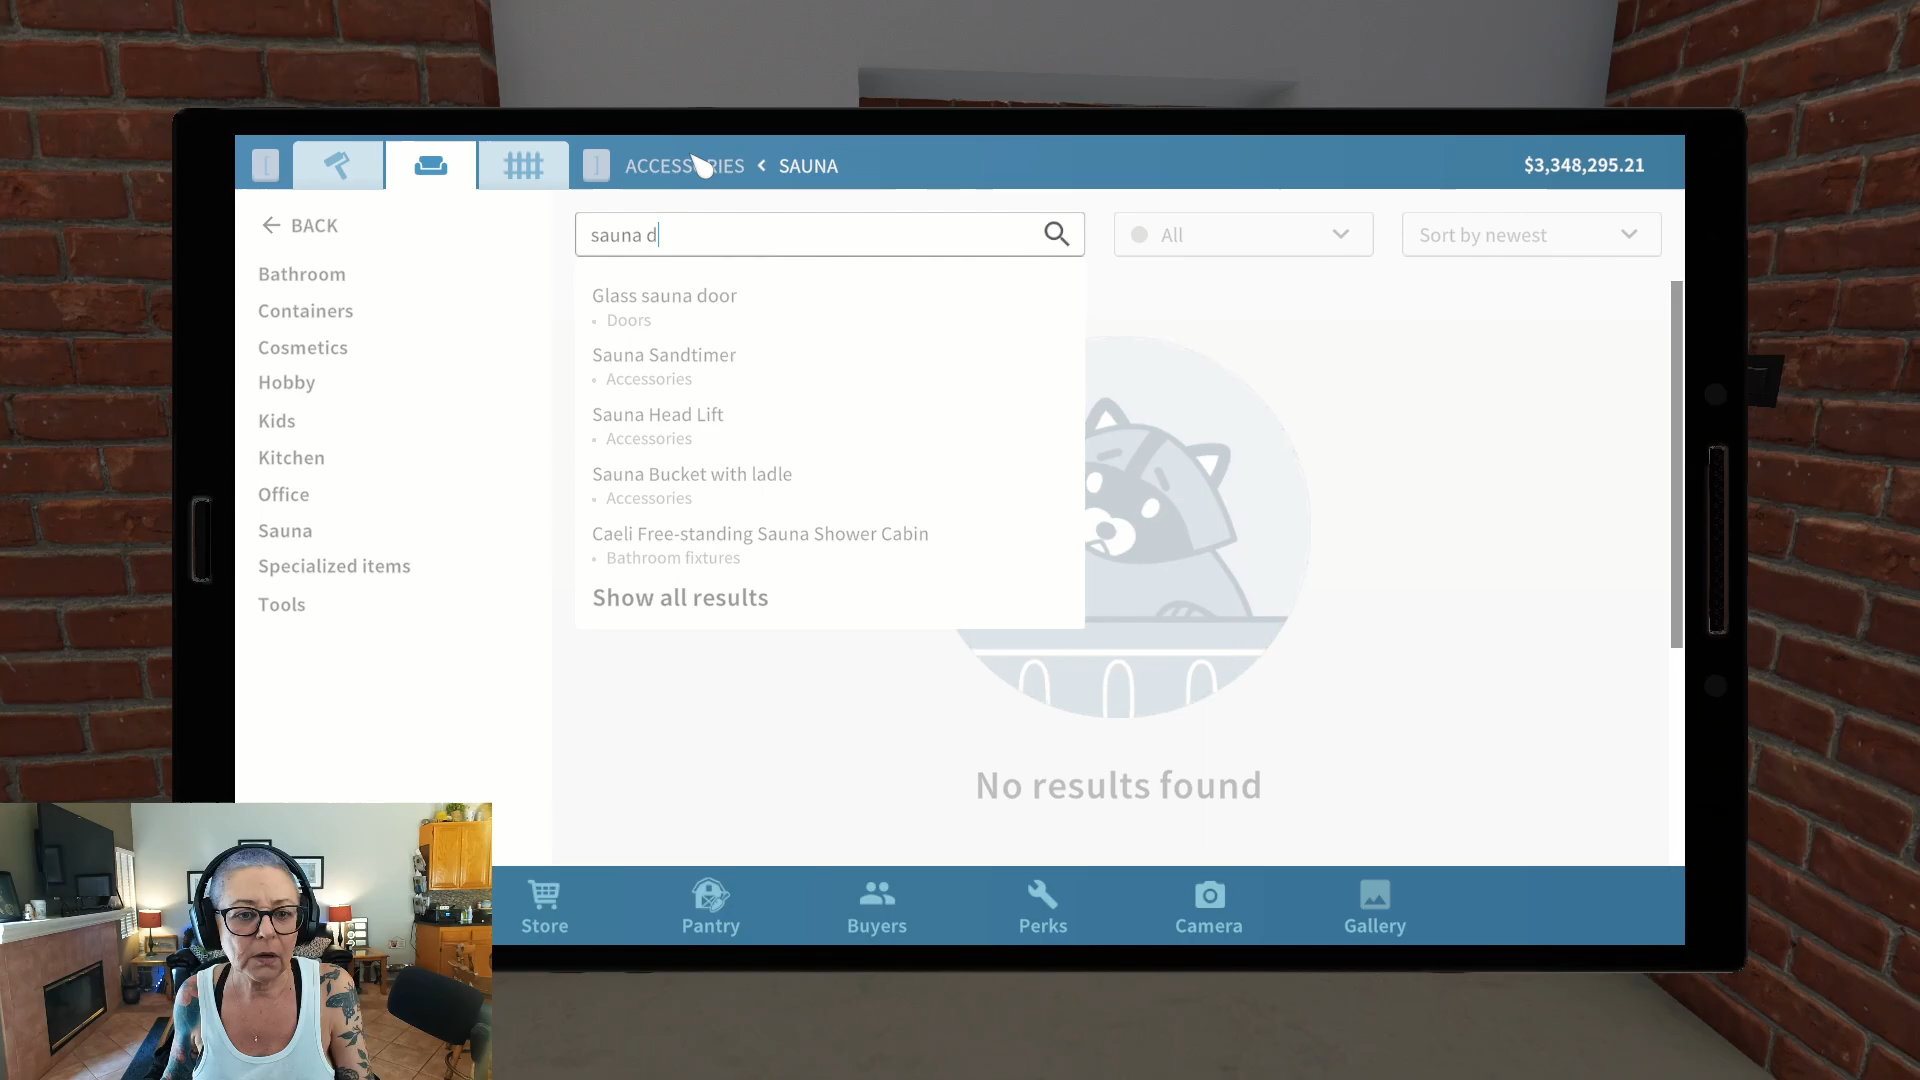 [
]
ACCESSORIES < SAUNA
$3,348,295.21
BACK
Bathroom
Containers
Cosmetics
Hobby
Kids
Kitchen
Office
Sauna
Specialized items
Tools
sauna d
All
Sort by newest
Glass sauna door
• Doors
Sauna Sandtimer
• Accessories
Sauna Head Lift
• Accessories
Sauna Bucket with ladle
• Accessories
Caeli Free-standing Sauna Shower Cabin
• Bathroom fixtures
Show all results
No results found
Store
Pantry
Buyers
Perks
Camera
Gallery